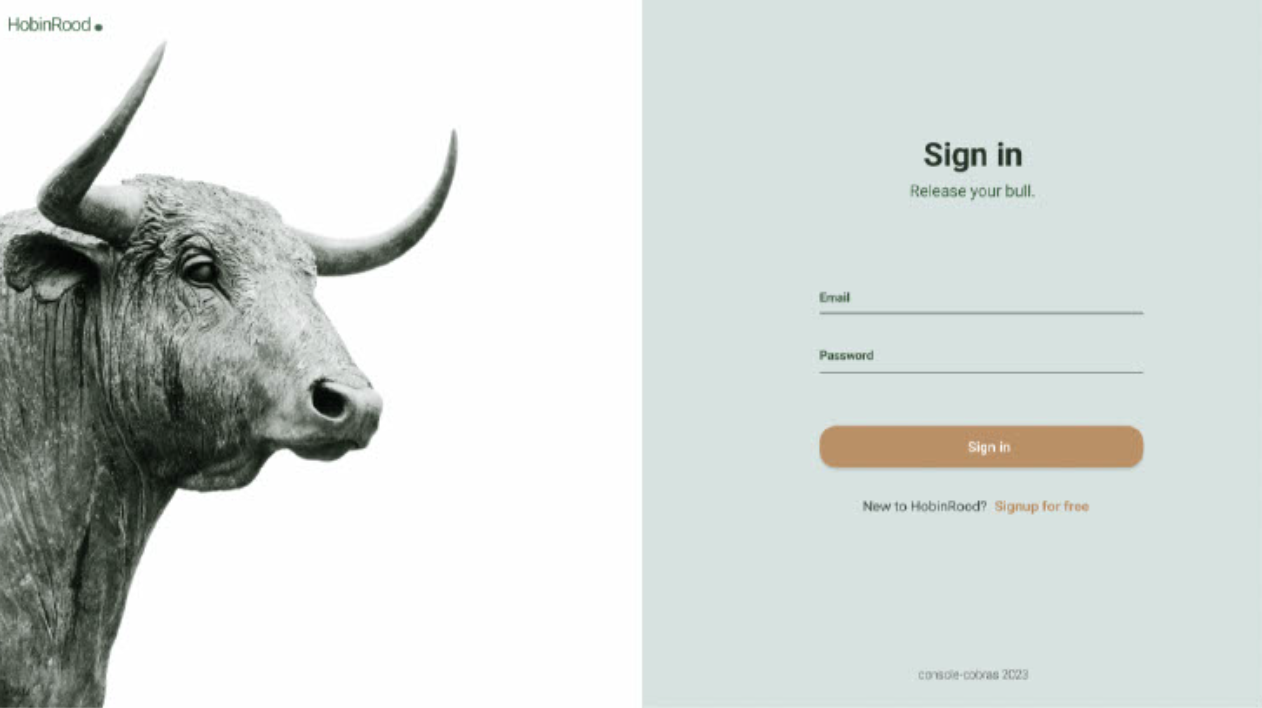 HobinRood
Sign in
Release your bull.
Email
Password
Sign in
New to HobinRood? Signup for free
console-cobras 2023